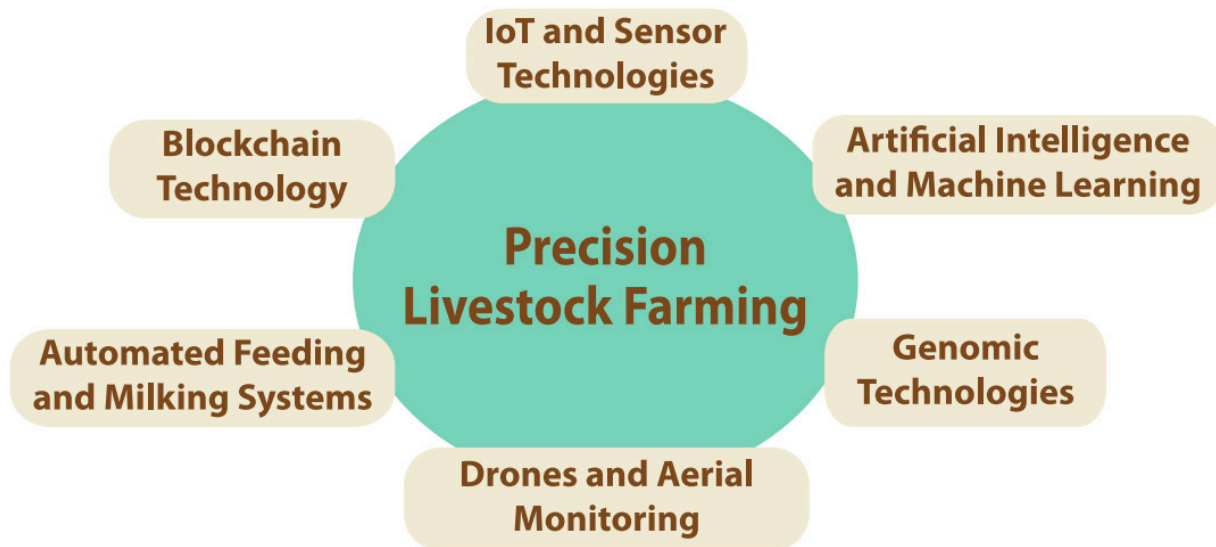 IoT and Sensor
Technologies
Blockchain
Technology
Artificial Intelligence
and Machine Learning
Precision
Livestock Farming
Automated Feeding
and Milking Systems
Genomic
Technologies
Drones and Aerial
Monitoring